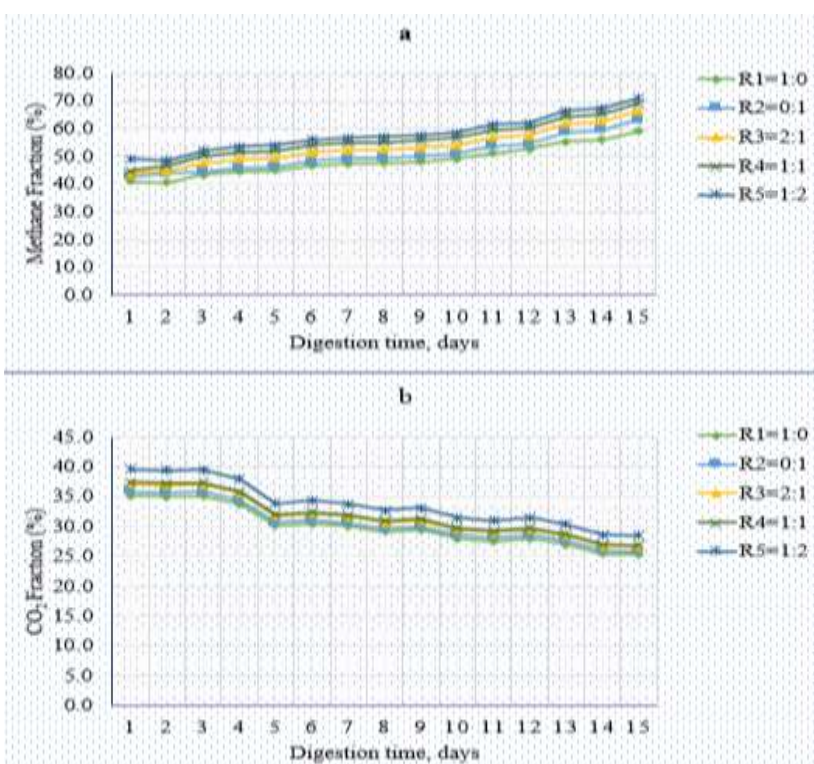 a
80.0
70.0
60.0
50.0
40.0
30.0
20.0
10.0
0.0
Methane Fraction (%)
1 2 3 4 5 6 7 8 9 10 11 12 13 14 15
Digestion time, days
R1=1:0
R2=0:1
R3=2:1
R4=1:1
R5=1:2
b
45.0
40.0
35.0
30.0
25.0
20.0
15.0
10.0
5.0
0.0
CO₂ Fraction (%)
1 2 3 4 5 6 7 8 9 10 11 12 13 14 15
Digestion time, days
R1=1:0
R2=0:1
R3=2:1
R4=1:1
R5=1:2